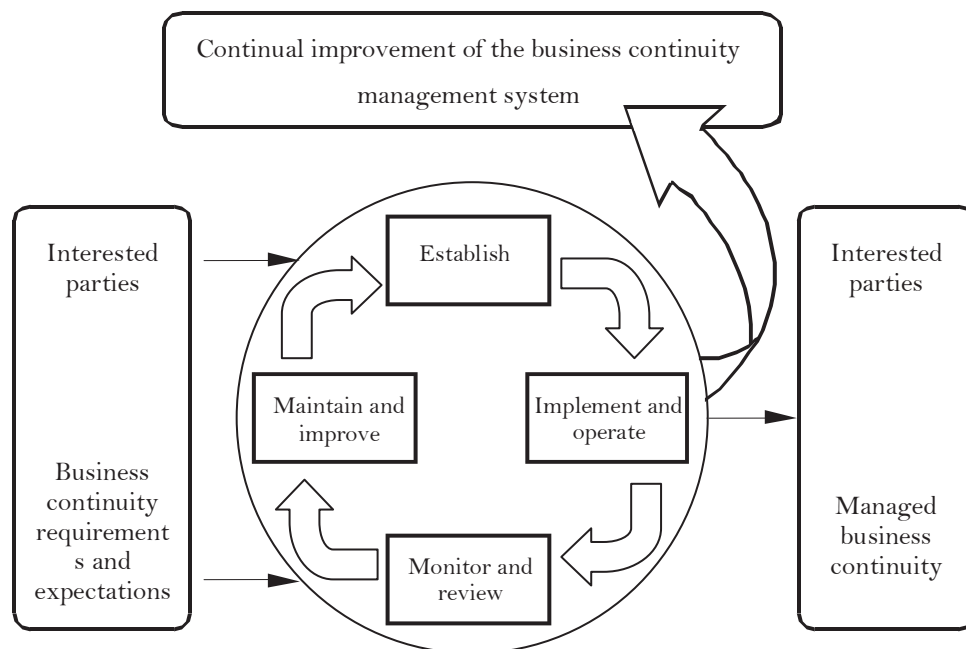 Continual improvement of the business continuity
management system
Interested
parties
Business
continuity
requirement
s and
expectations
Establish
Maintain and
improve
Implement and
operate
Monitor and
review
Interested
parties
Managed
business
continuity